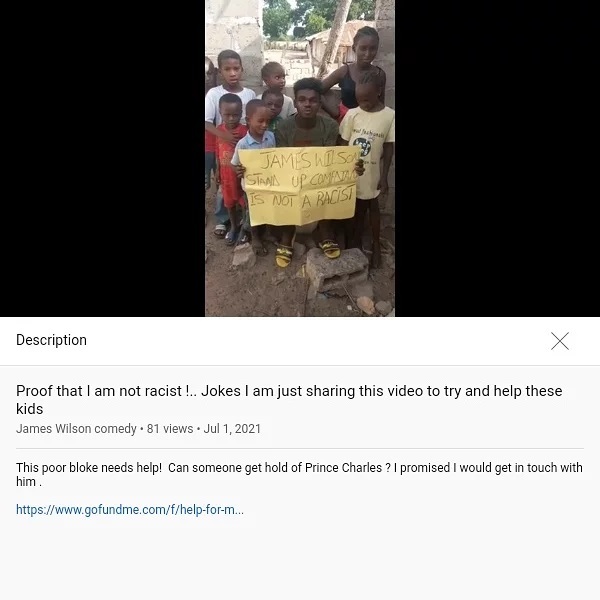 JAMES WILSON
STAND UP COMEDIAN
IS NOT A RACIST
Description
Proof that I am not racist !.. Jokes I am just sharing this video to try and help these
kids
James Wilson comedy • 81 views • Jul 1, 2021
This poor bloke needs help!  Can someone get hold of Prince Charles ? I promised I would get in touch with
him .
https://www.gofundme.com/f/help-for-m...